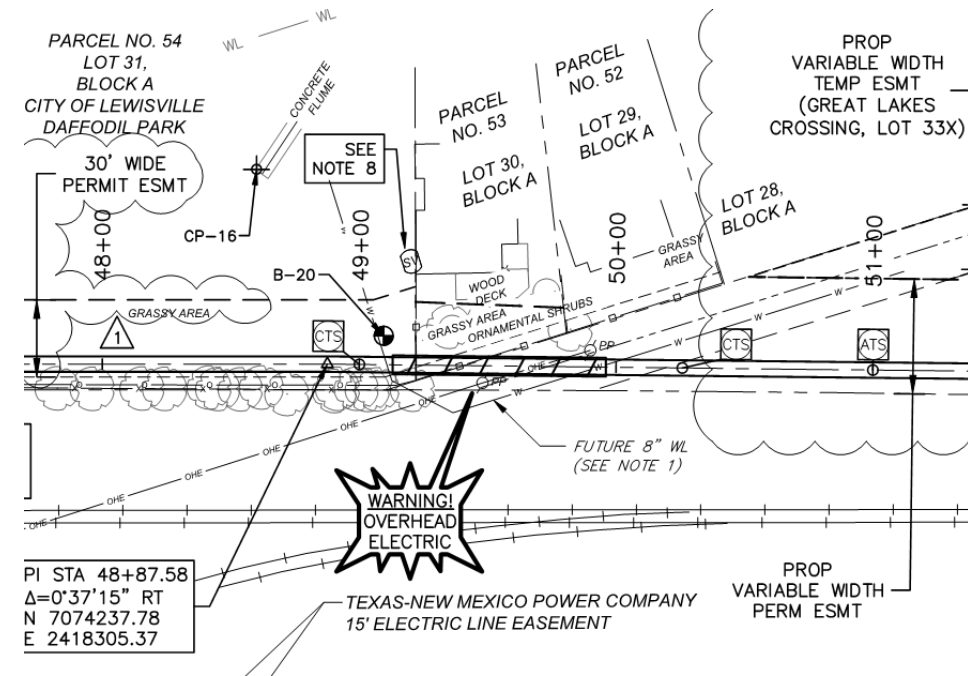 PARCEL NO. 54
LOT 31,
BLOCK A
CITY OF LEWISVILLE
DAFFODIL PARK
30' WIDE
PERMIT ESMT
WL
WL
CONCRETE
FLUME
SEE
NOTE 8
CP-16
B-20
48+00
49+00
50+00
51+00
PARCEL
NO. 53
LOT 30,
BLOCK A
PARCEL
NO. 52
LOT 29,
BLOCK A
LOT 28,
BLOCK A
PROP
VARIABLE WIDTH
TEMP ESMT
(GREAT LAKES
CROSSING, LOT 33X)
SV
W
W
GRASSY
AREA
WOOD
DECK
GRASSY AREA
ORNAMENTAL SHRUBS
GRASSY AREA
1
CTS
PP
OHE
W
PP
W
W
W
CTS
ATS
OHE
OHE
OHE
OHE
OHE
OHE
FUTURE 8" WL
(SEE NOTE 1)
WARNING!
OVERHEAD
ELECTRIC
PI STA 48+87.58
Δ=0°37'15" RT
N 7074237.78
E 2418305.37
TEXAS-NEW MEXICO POWER COMPANY
15' ELECTRIC LINE EASEMENT
PROP
VARIABLE WIDTH
PERM ESMT